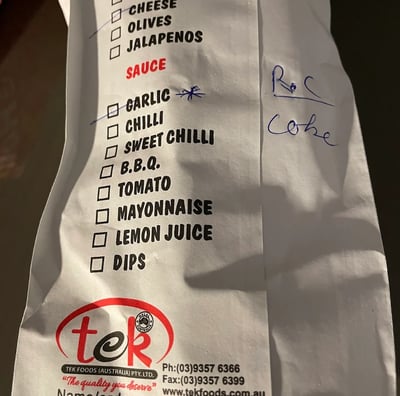 CHEESE
OLIVES
JALAPENOS
SAUCE
GARLIC *
CHILLI
SWEET CHILLI
B.B.Q.
TOMATO
MAYONNAISE
LEMON JUICE
DIPS
Coke
tek
TEK FOODS (AUSTRALIA) PTY. LTD.
"The quality you deserve"
Ph:(03)9357 6366
Fax:(03)9357 6399
www.tekfoods.com.au